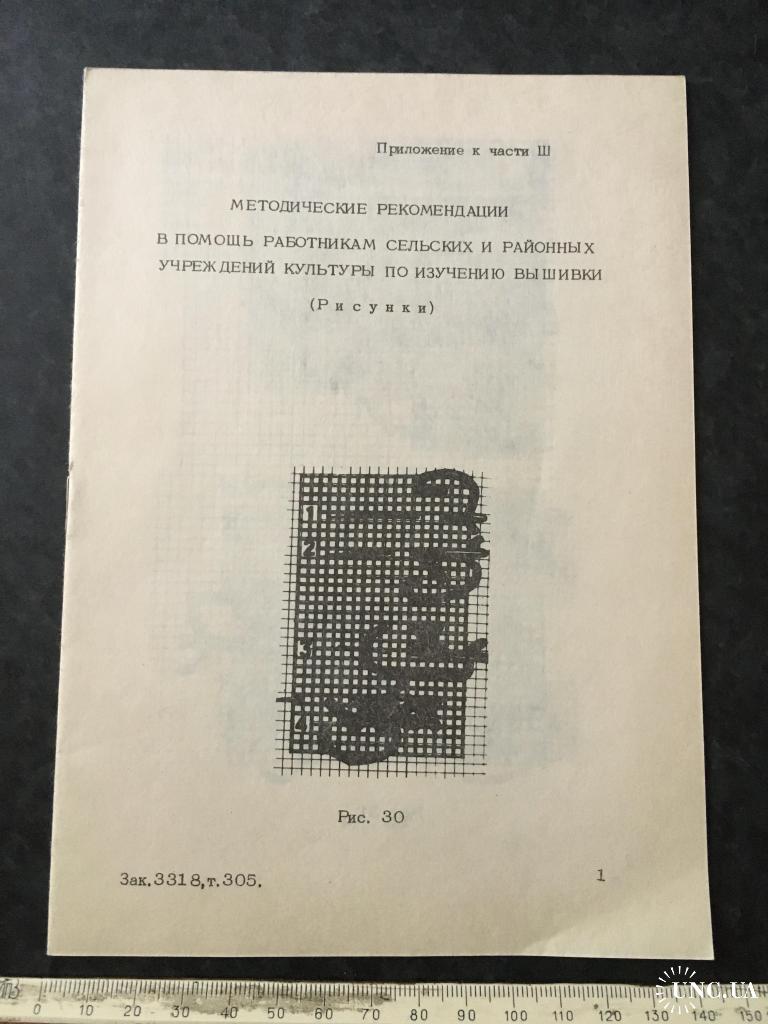 Приложение к части Ш
МЕТОДИЧЕСКИЕ РЕКОМЕНДАЦИИ
В ПОМОЩЬ РАБОТНИКАМ СЕЛЬСКИХ И РАЙОННЫХ
УЧРЕЖДЕНИЙ КУЛЬТУРЫ ПО ИЗУЧЕНИЮ ВЫШИВКИ
(Рисунки)
1
2
3
4
Рис. 30
Зак.3318,т.305.
1
0 10 20 30 40 50 60 70 80 90 100 110 120 130 140 150
UNC.UA